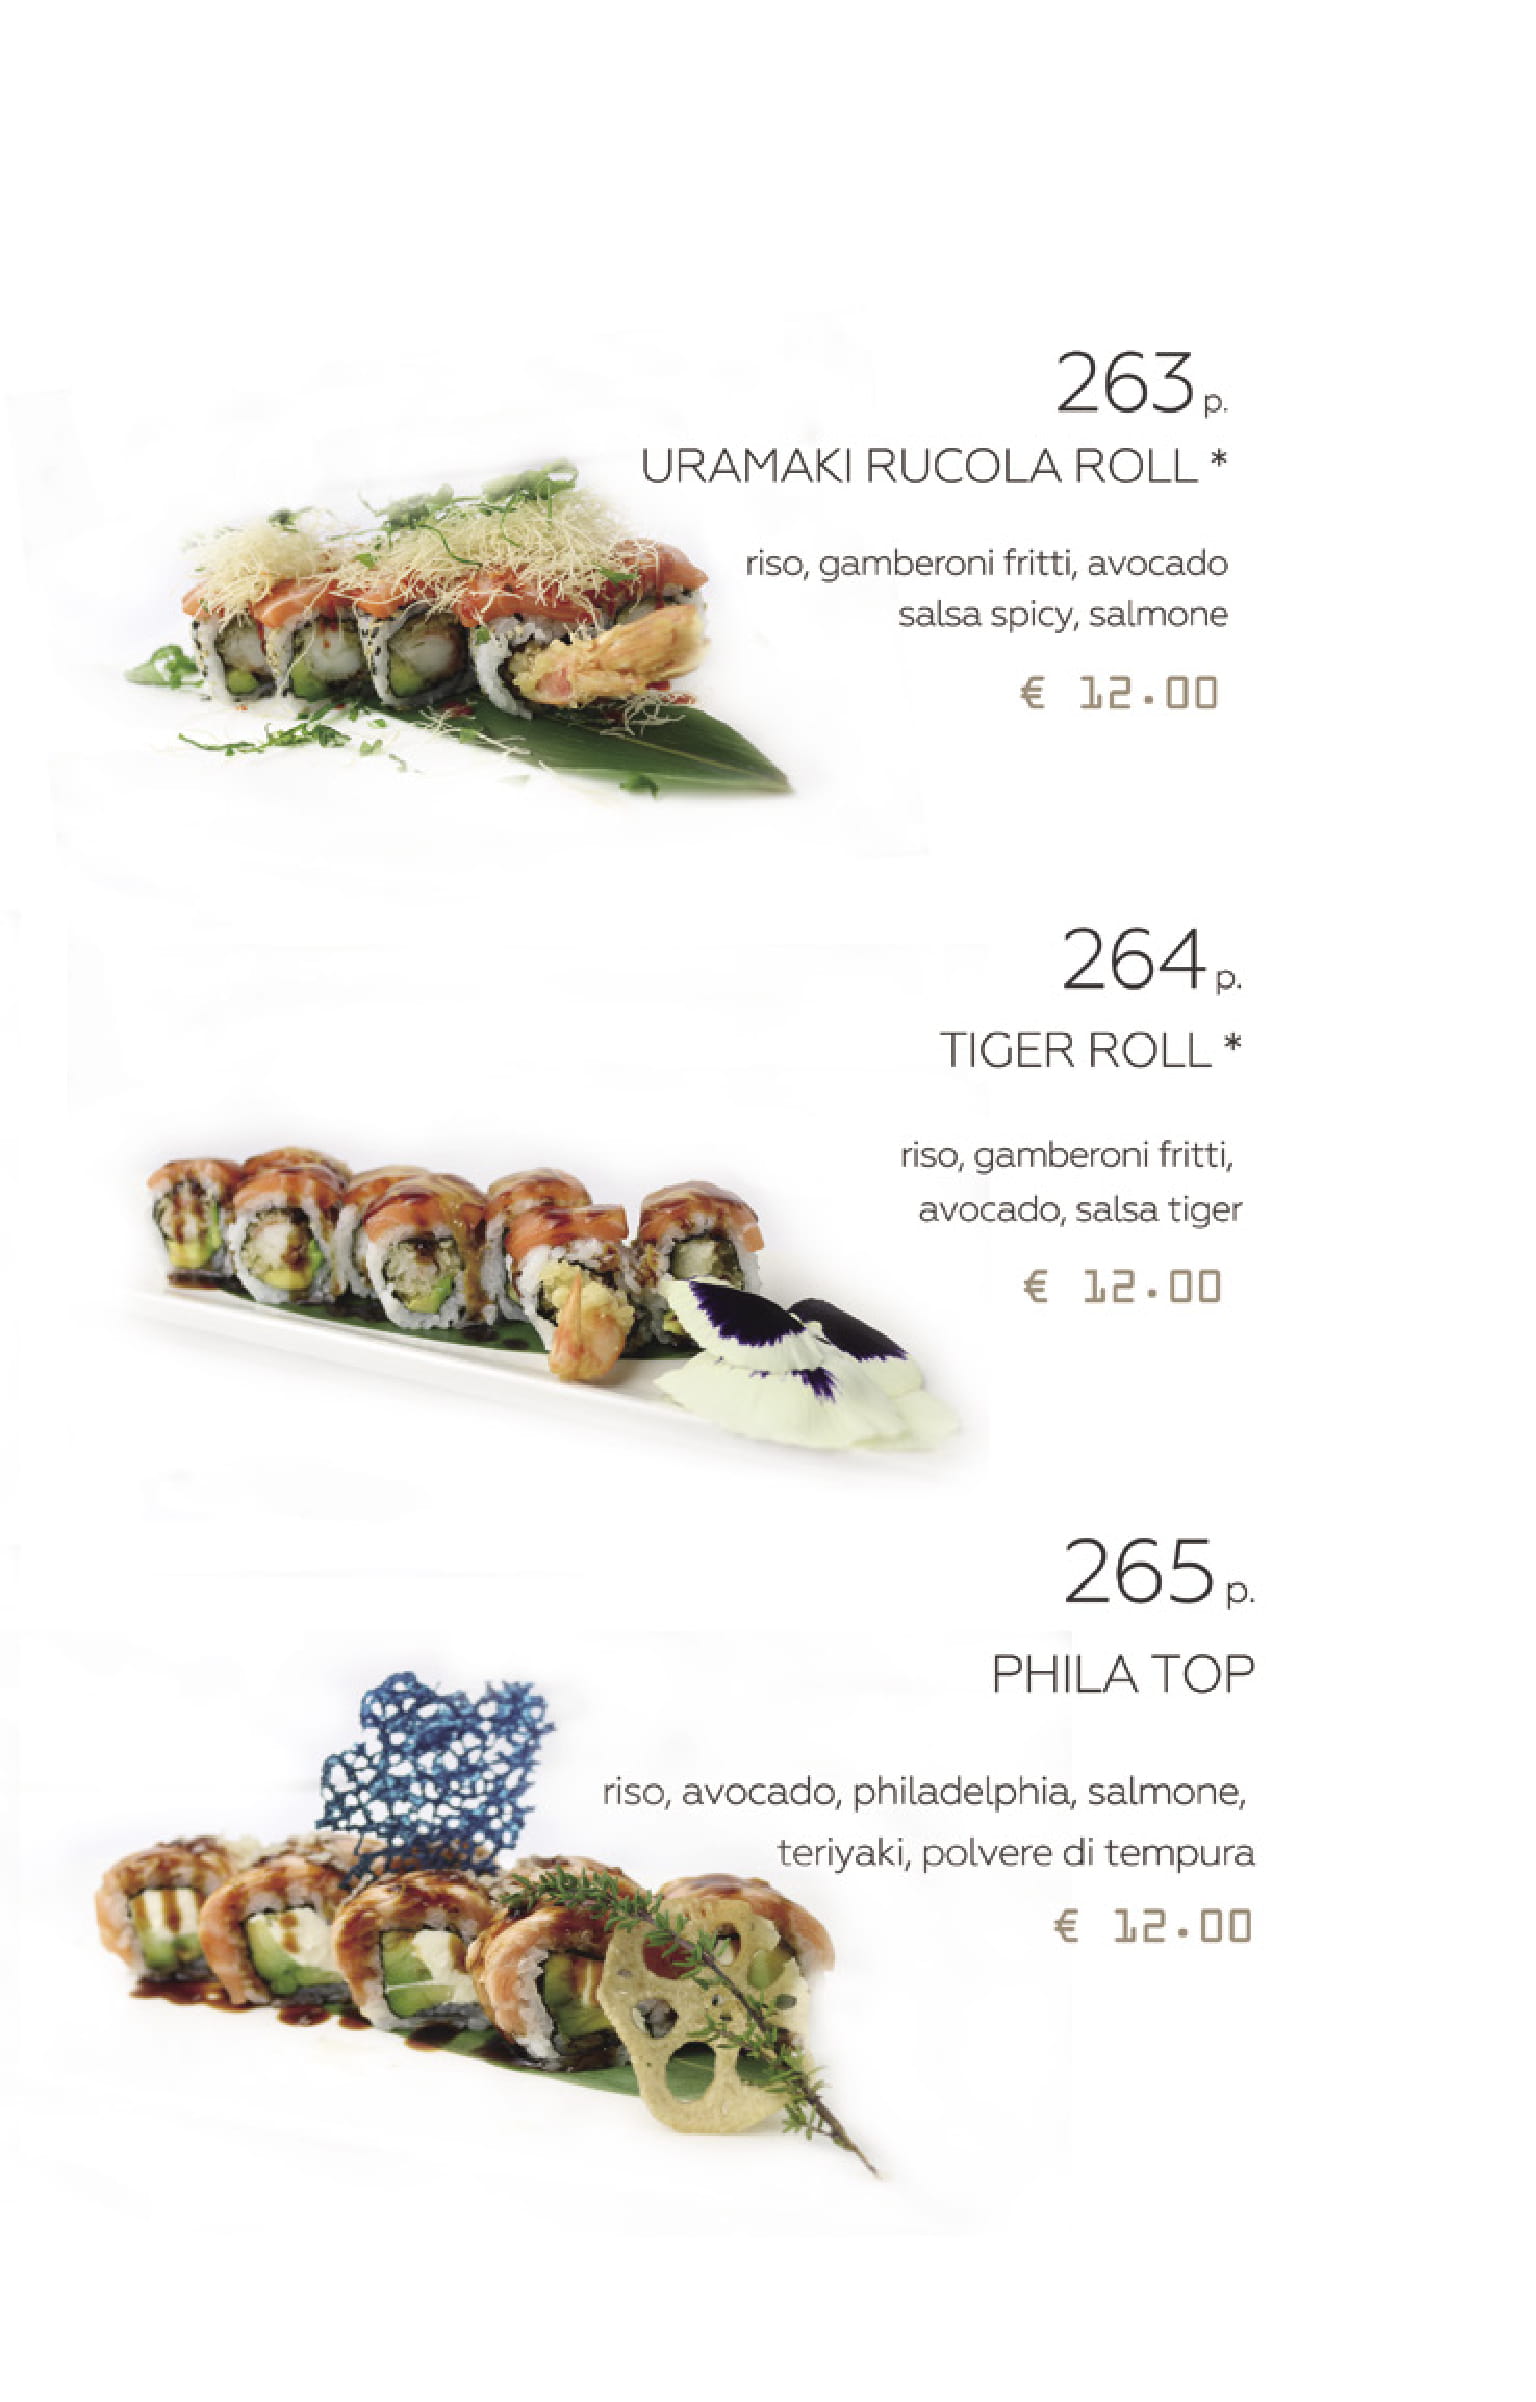 263 p.
URAMAKI RUCOLA ROLL *
riso, gamberoni fritti, avocado
salsa spicy, salmone
€ 12.00
264 p.
TIGER ROLL *
riso, gamberoni fritti,
avocado, salsa tiger
€ 12.00
265 p.
PHILA TOP
riso, avocado, philadelphia, salmone,
teriyaki, polvere di tempura
€ 12.00